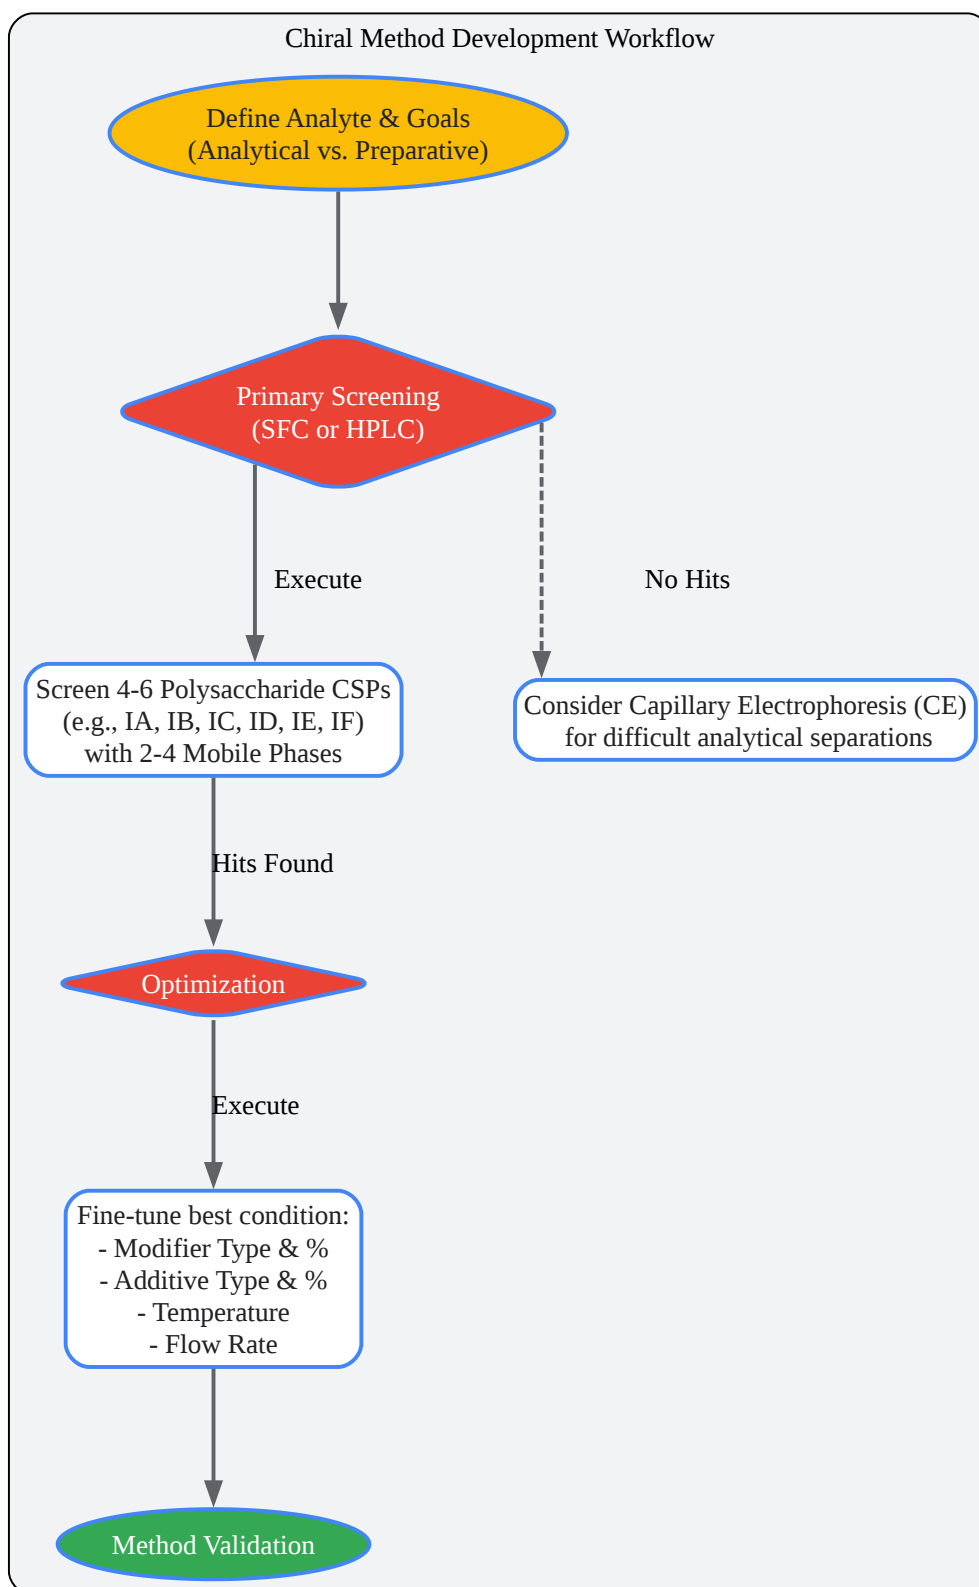 Chiral Method Development Workflow
Define Analyte & Goals
(Analytical vs. Preparative)
Primary Screening
(SFC or HPLC)
Execute
No Hits
Screen 4-6 Polysaccharide CSPs
(e.g., IA, IB, IC, ID, IE, IF)
with 2-4 Mobile Phases
Consider Capillary Electrophoresis (CE)
for difficult analytical separations
Hits Found
Optimization
Execute
Fine-tune best condition:
- Modifier Type & %
- Additive Type & %
- Temperature
- Flow Rate
Method Validation